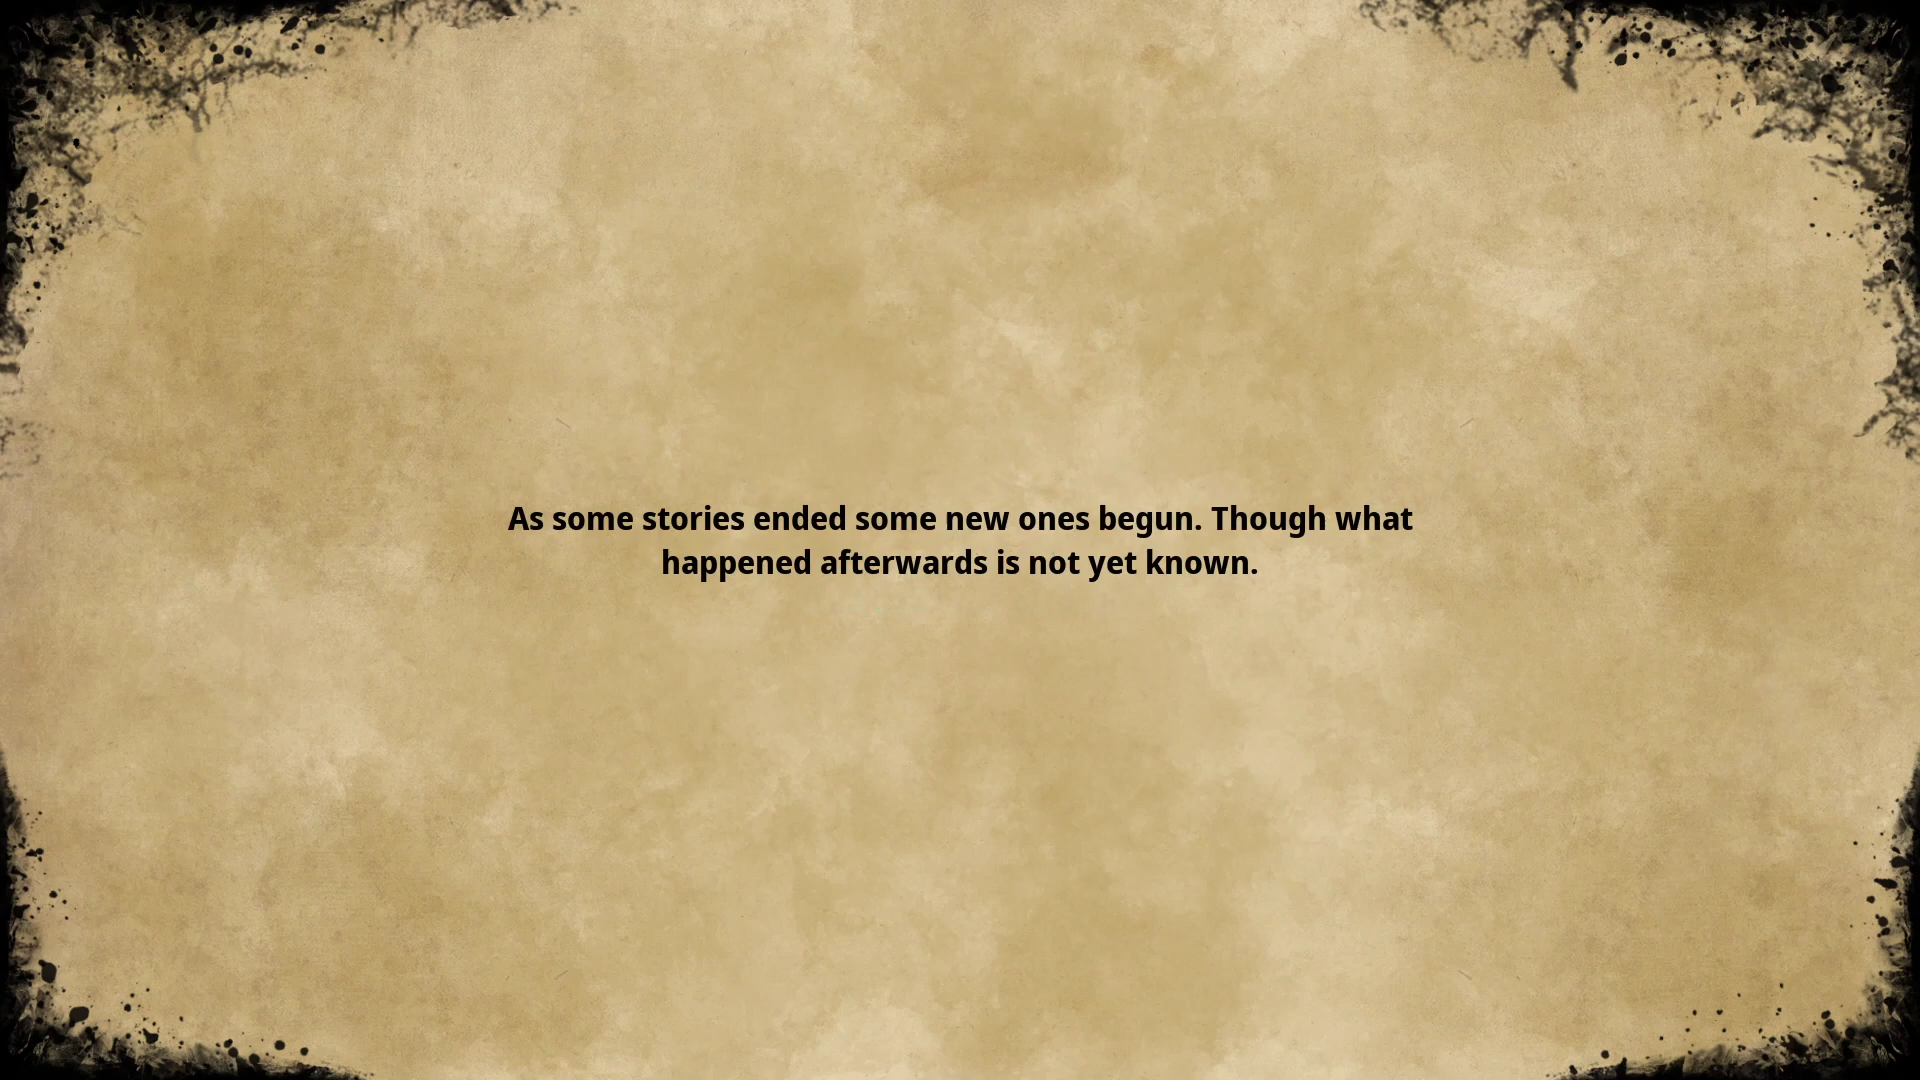 As some stories ended some new ones begun. Though what
happened afterwards is not yet known.